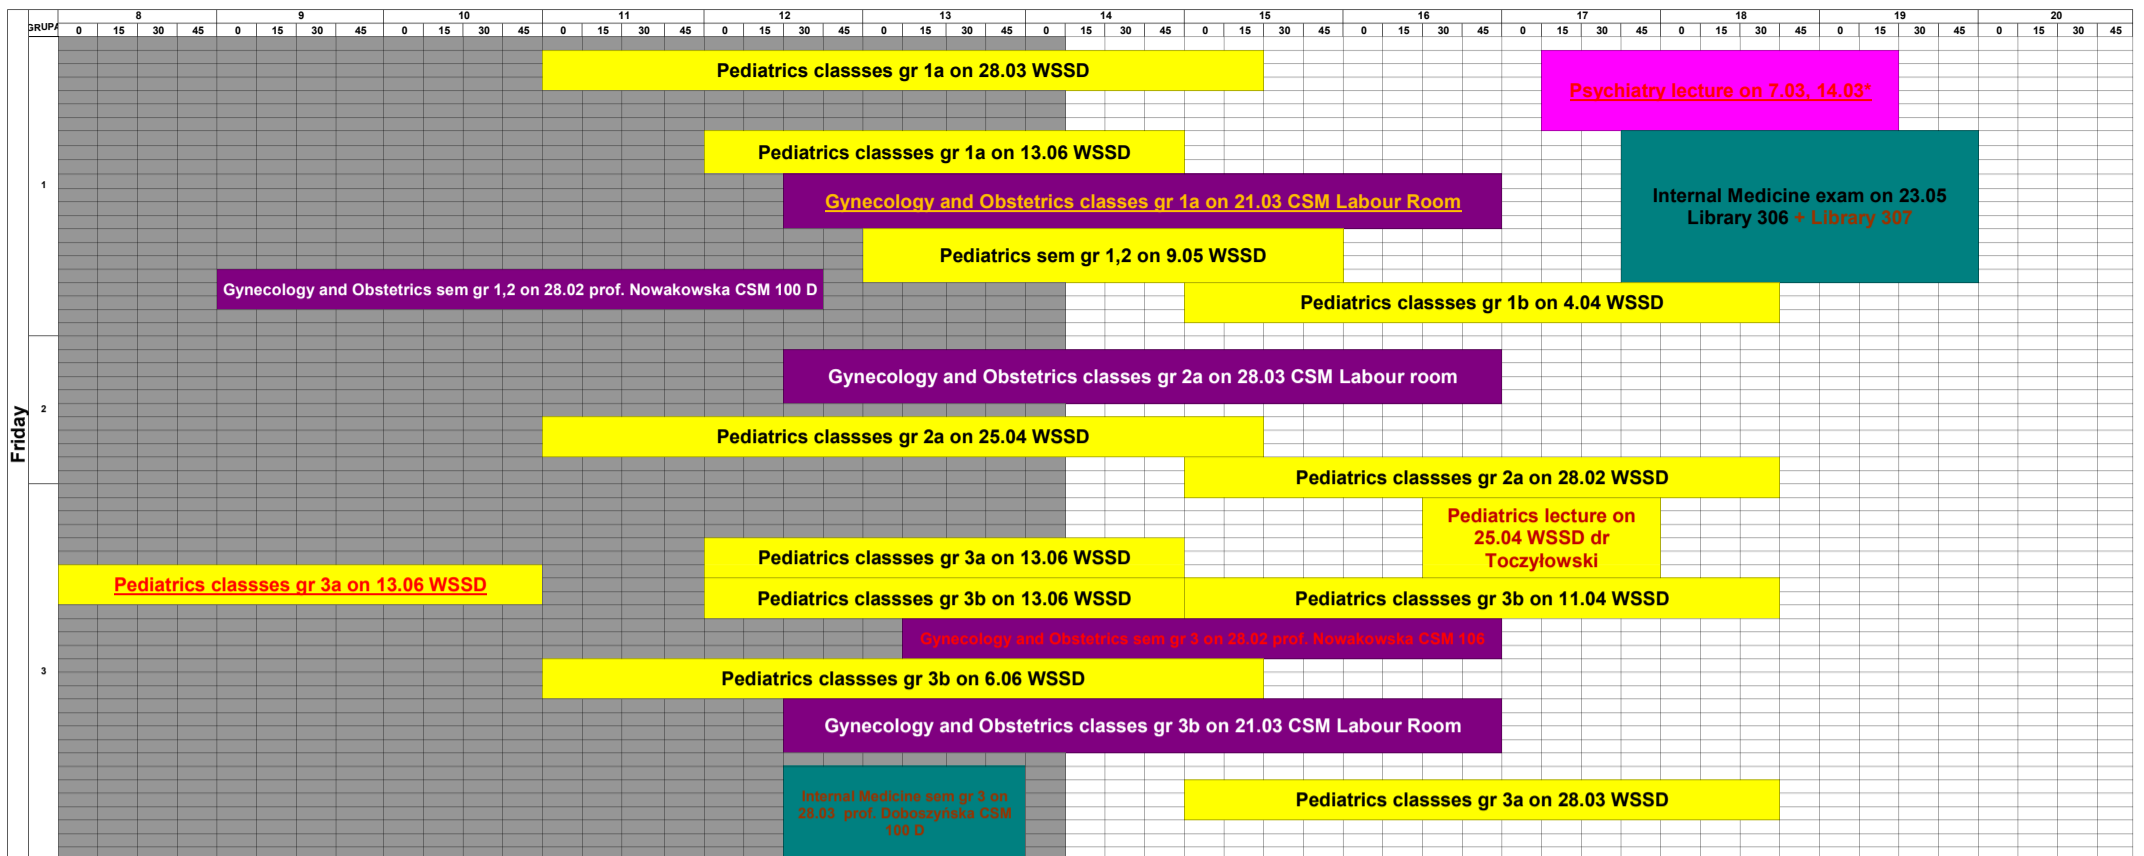 8 9 10 11 12 13 14 15 16 17 18 19 20
GRUPA 0 15 30 45 0 15 30 45 0 15 30 45 0 15 30 45 0 15 30 45 0 15 30 45 0 15 30 45 0 15 30 45 0 15 30 45 0 15 30 45 0 15 30 45 0 15 30 45 0 15 30 45
Friday
1
Pediatrics classses gr 1a on 28.03 WSSD
Psychiatry lecture on 7.03, 14.03*
Pediatrics classses gr 1a on 13.06 WSSD
Gynecology and Obstetrics classes gr 1a on 21.03 CSM Labour Room
Internal Medicine exam on 23.05
Library 306 + Library 307
Pediatrics sem gr 1,2 on 9.05 WSSD
Gynecology and Obstetrics sem gr 1,2 on 28.02 prof. Nowakowska CSM 100 D
Pediatrics classses gr 1b on 4.04 WSSD
2
Gynecology and Obstetrics classes gr 2a on 28.03 CSM Labour room
Pediatrics classses gr 2a on 25.04 WSSD
Pediatrics classses gr 2a on 28.02 WSSD
3
Pediatrics lecture on
25.04 WSSD dr
Toczyłowski
Pediatrics classses gr 3a on 13.06 WSSD
Pediatrics classses gr 3a on 13.06 WSSD
Pediatrics classses gr 3b on 13.06 WSSD
Pediatrics classses gr 3b on 11.04 WSSD
Gynecology and Obstetrics sem gr 3 on 28.02 prof. Nowakowska CSM 106
Pediatrics classses gr 3b on 6.06 WSSD
Gynecology and Obstetrics classes gr 3b on 21.03 CSM Labour Room
Internal Medicine sem gr 3 on
28.03 prof. Doboszyńska CSM
100 D
Pediatrics classses gr 3a on 28.03 WSSD